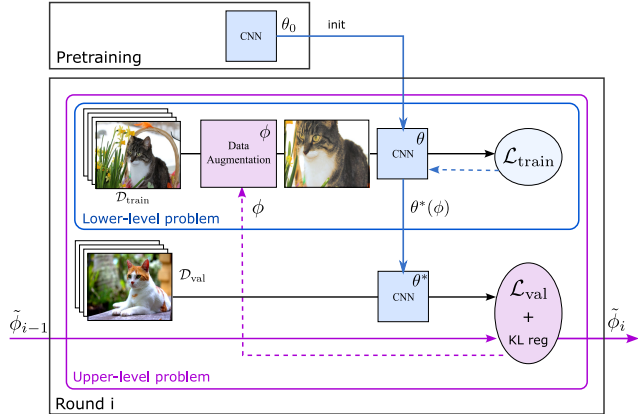 CNN
θ₀
init
Pretraining
ϕ
Data
Augmentation
θ
CNN
ℒtrain
𝒟train
ϕ
θ*(ϕ)
Lower-level problem
𝒟val
θ*
CNN
ℒval
+
KL reg
ϕ̃ᵢ₋₁
ϕ̃ᵢ
Upper-level problem
Round i